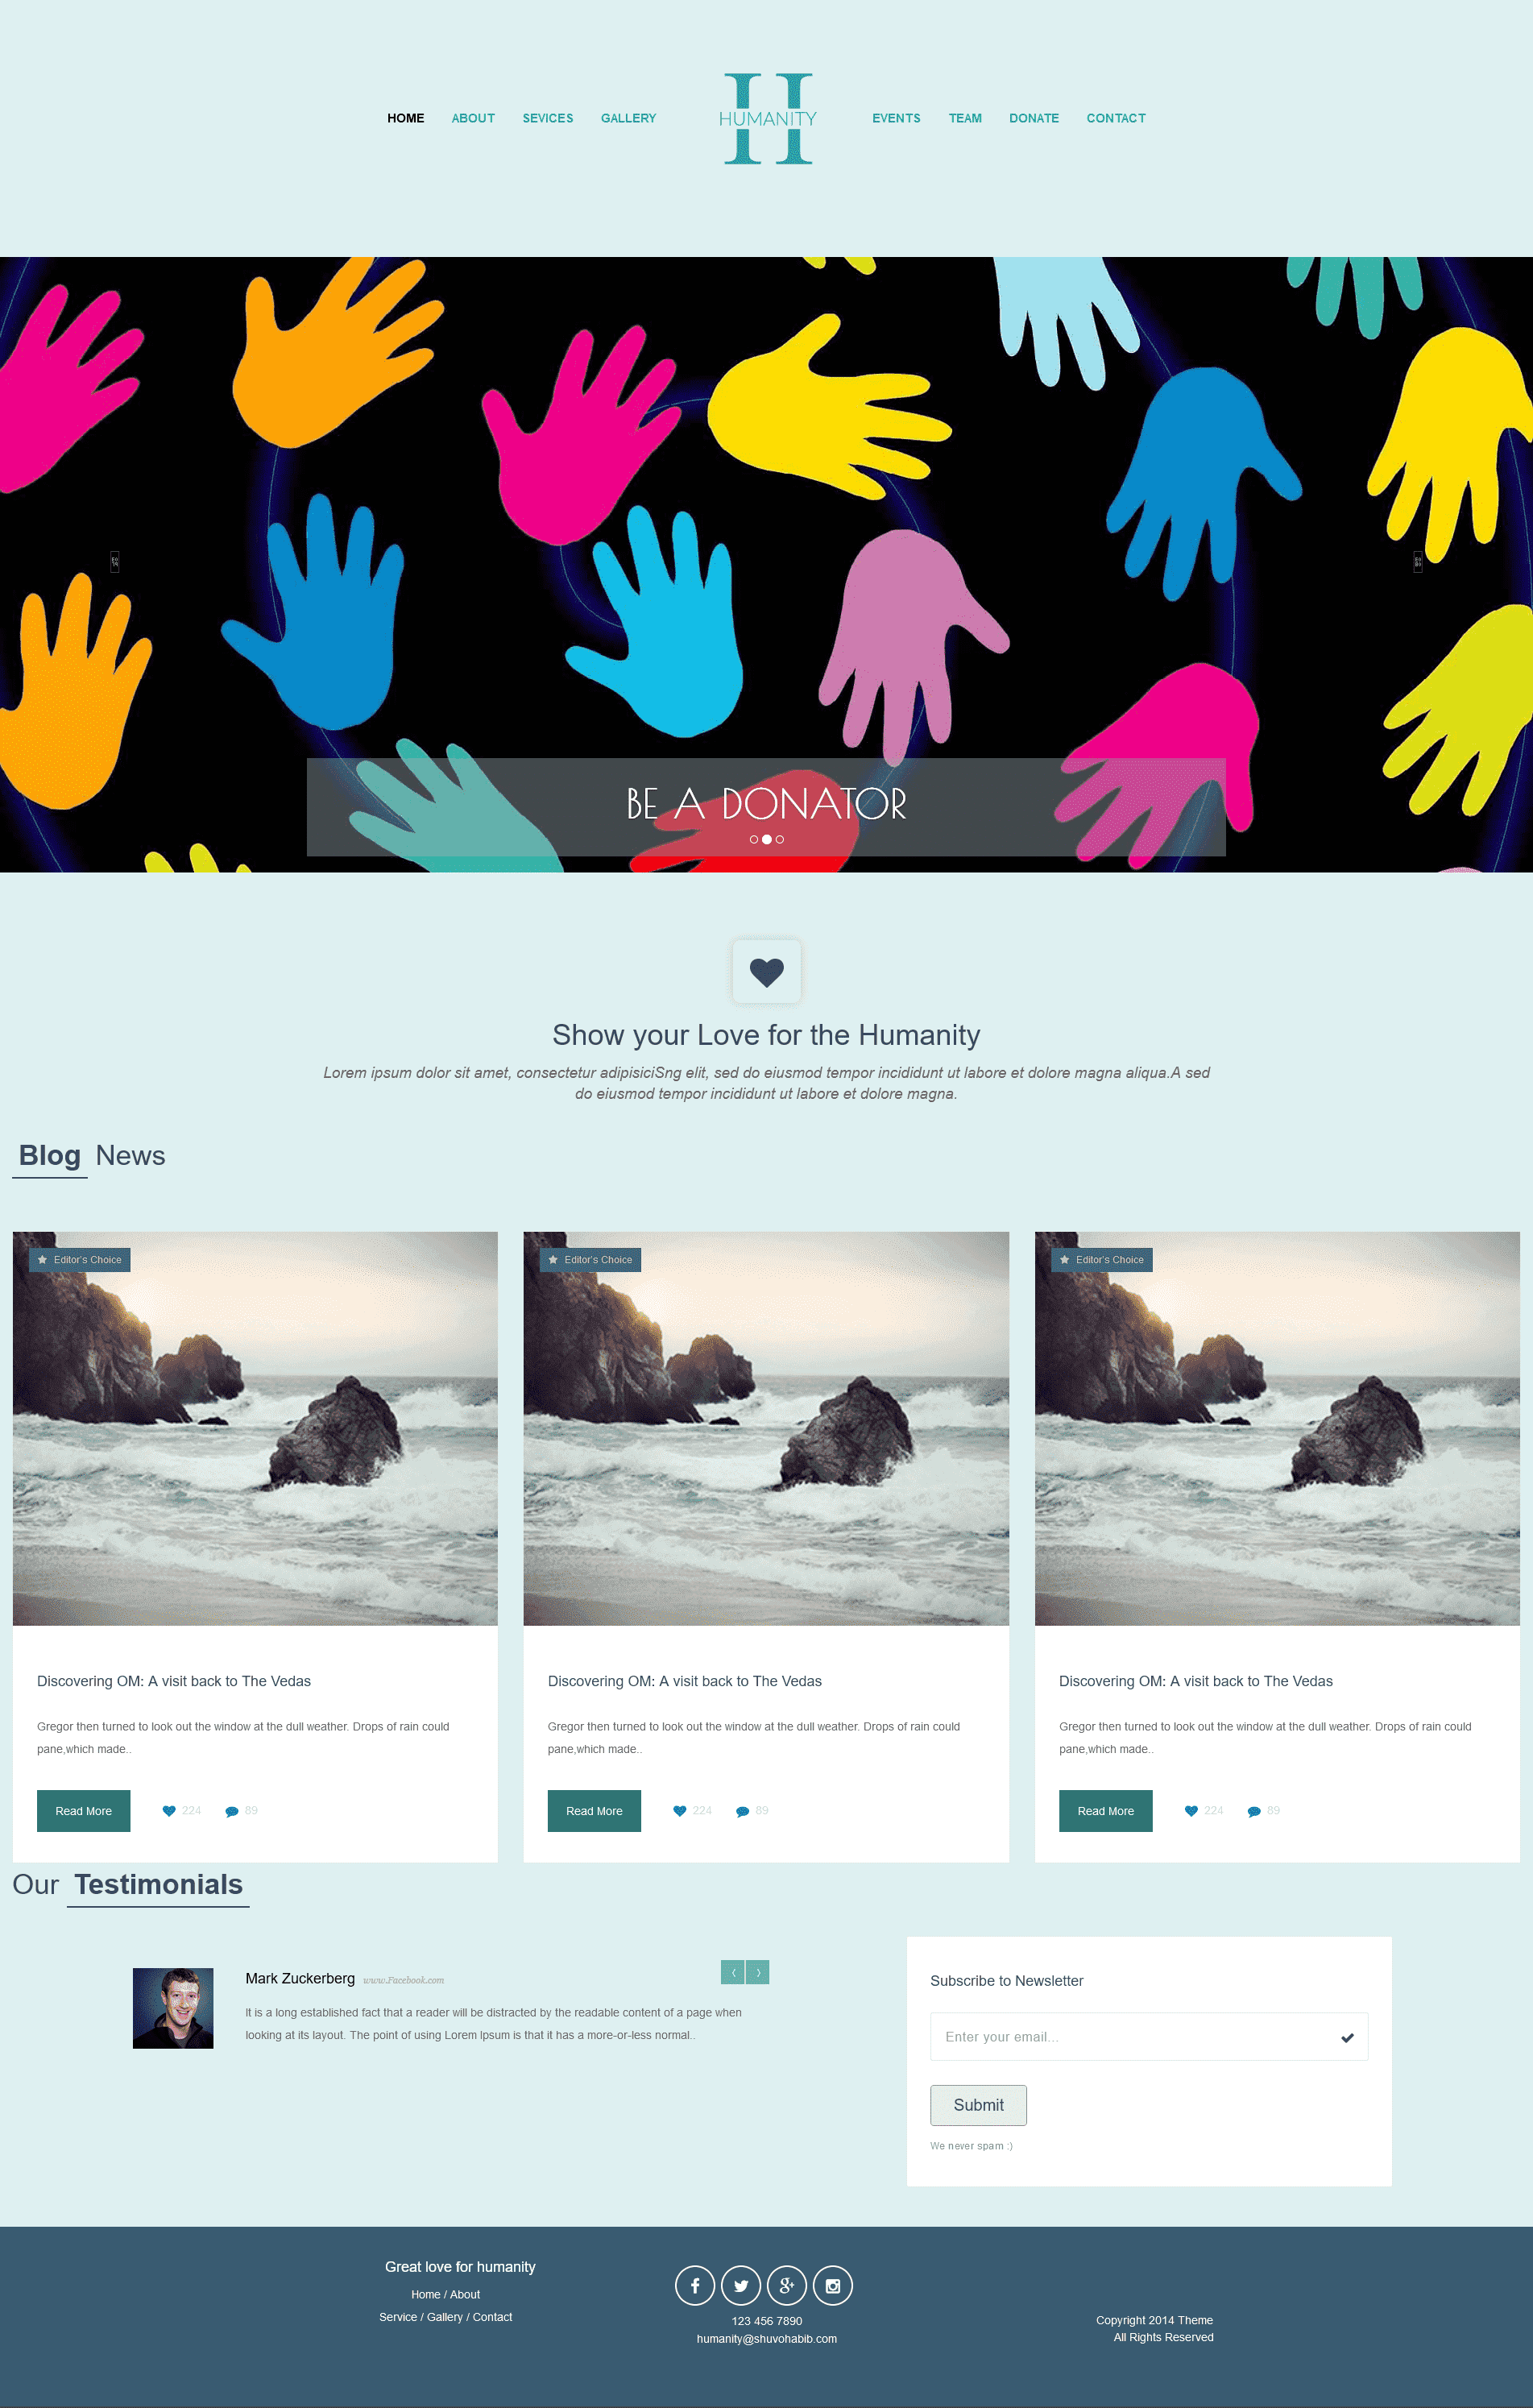 HOME ABOUT SEVICES GALLERY HUMANITY EVENTS TEAM DONATE CONTACT
BE A DONATOR
Show your Love for the Humanity
Lorem ipsum dolor sit amet, consectetur adipisiciSng elit, sed do eiusmod tempor incididunt ut labore et dolore magna aliqua.A sed
do eiusmod tempor incididunt ut labore et dolore magna.
Blog News
Editor's Choice
Discovering OM: A visit back to The Vedas
Gregor then turned to look out the window at the dull weather. Drops of rain could
pane,which made..
Read More 224 89
Editor's Choice
Discovering OM: A visit back to The Vedas
Gregor then turned to look out the window at the dull weather. Drops of rain could
pane,which made..
Read More 224 89
Editor's Choice
Discovering OM: A visit back to The Vedas
Gregor then turned to look out the window at the dull weather. Drops of rain could
pane,which made..
Read More 224 89
Our Testimonials
Mark Zuckerberg www.Facebook.com
It is a long established fact that a reader will be distracted by the readable content of a page when
looking at its layout. The point of using Lorem Ipsum is that it has a more-or-less normal..
Subscribe to Newsletter
Enter your email...
Submit
We never spam :)
Great love for humanity
Home / About
Service / Gallery / Contact
123 456 7890
humanity@shuvohabib.com
Copyright 2014 Theme
All Rights Reserved